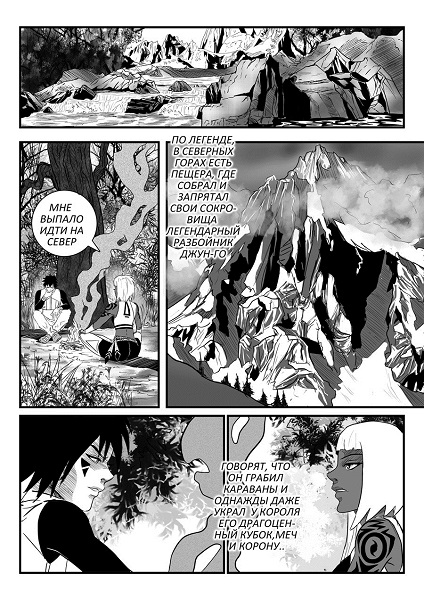 ПО ЛЕГЕНДЕ,
В СЕВЕРНЫХ
ГОРАХ ЕСТЬ
ПЕЩЕРА, ГДЕ
СОБРАЛ И
ЗАПРЯТАЛ
СВОИ СОКРО-
ВИЩА
ЛЕГЕНДАРНЫЙ
РАЗБОЙНИК
ДЖУН-ГО
МНЕ
ВЫПАЛО
ИДТИ НА
СЕВЕР
ГОВОРЯТ, ЧТО
ОН ГРАБИЛ
КАРАВАНЫ И
ОДНАЖДЫ ДАЖЕ
УКРАЛ У КОРОЛЯ
ЕГО ДРАГОЦЕН-
НЫЙ КУБОК,МЕЧ
И КОРОНУ..